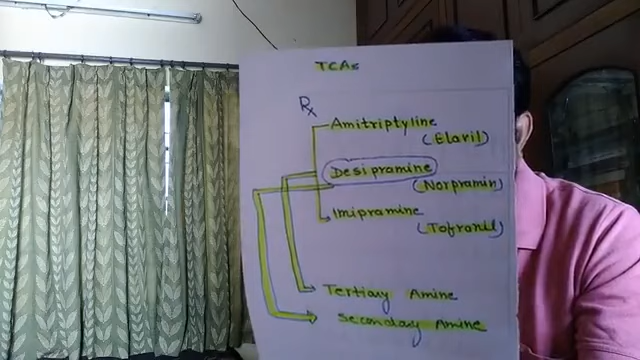 TCAs
Rx
Amitriptyline
(Elavil)
Desipramine
(Norpramin)
Imipramine
(Tofranil)
Tertiary Amine
Secondary Amine